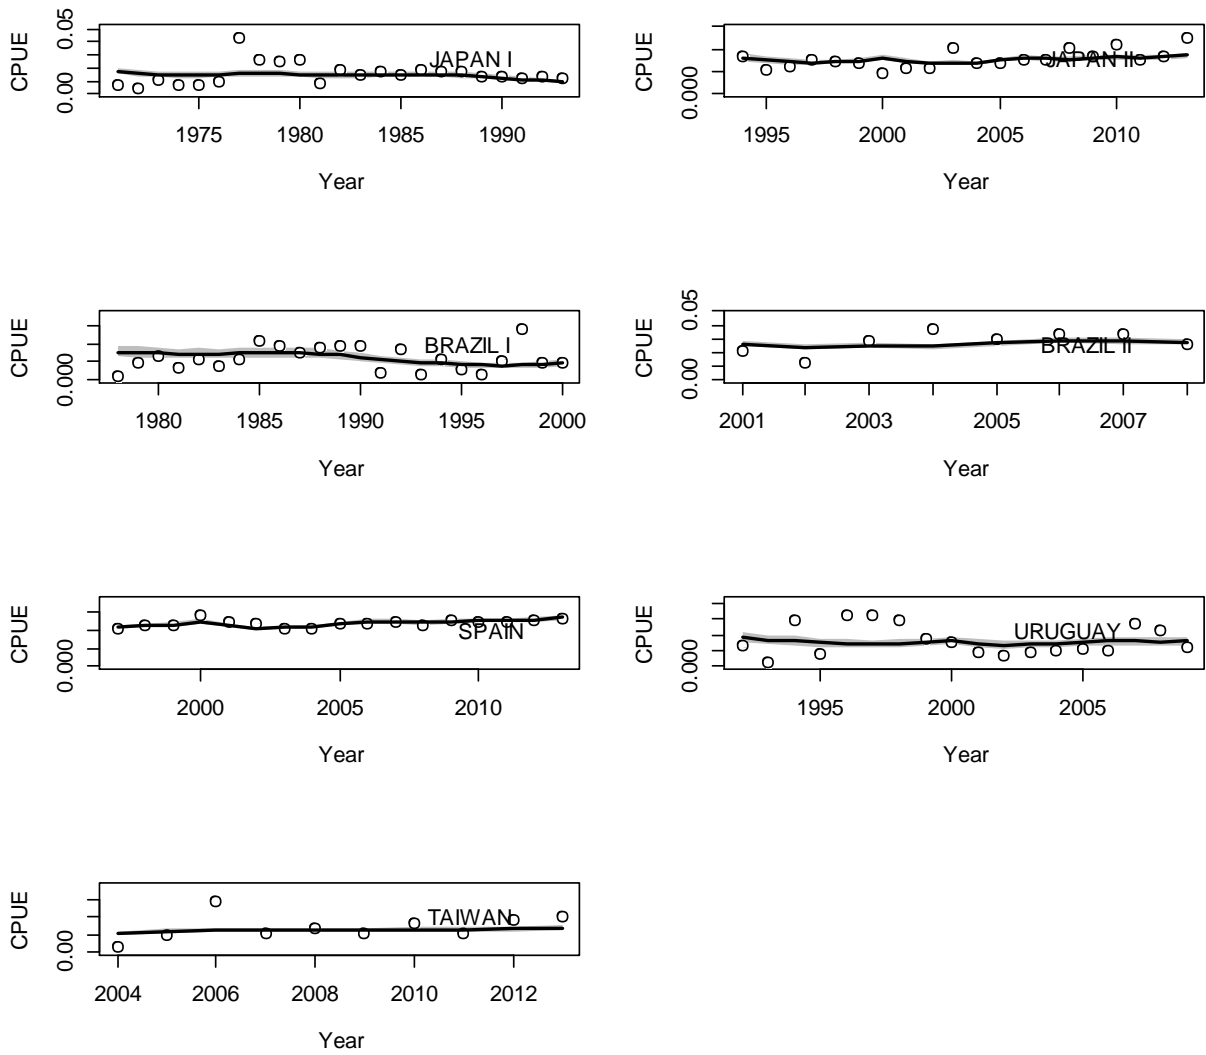 CPUE
0.05
0.00
JAPAN I
1975 1980 1985 1990
Year
CPUE
0.000
JAPAN II
1995 2000 2005 2010
Year
CPUE
0.000
BRAZIL I
1980 1985 1990 1995 2000
Year
CPUE
0.05
0.00
BRAZIL II
2001 2003 2005 2007
Year
CPUE
0.000
SPAIN
2000 2005 2010
Year
CPUE
0.000
URUGUAY
1995 2000 2005
Year
CPUE
0.00
TAIWAN
2004 2006 2008 2010 2012
Year